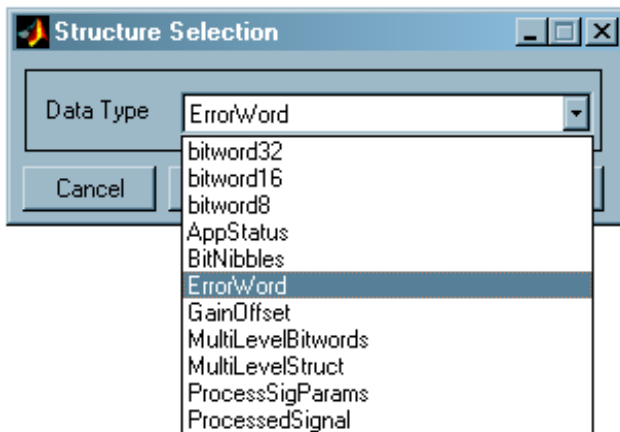 Structure Selection
Data Type
ErrorWord
Cancel
bitword32
bitword16
bitword8
AppStatus
BitNibbles
ErrorWord
GainOffset
MultiLevelBitwords
MultiLevelStruct
ProcessSigParams
ProcessedSignal